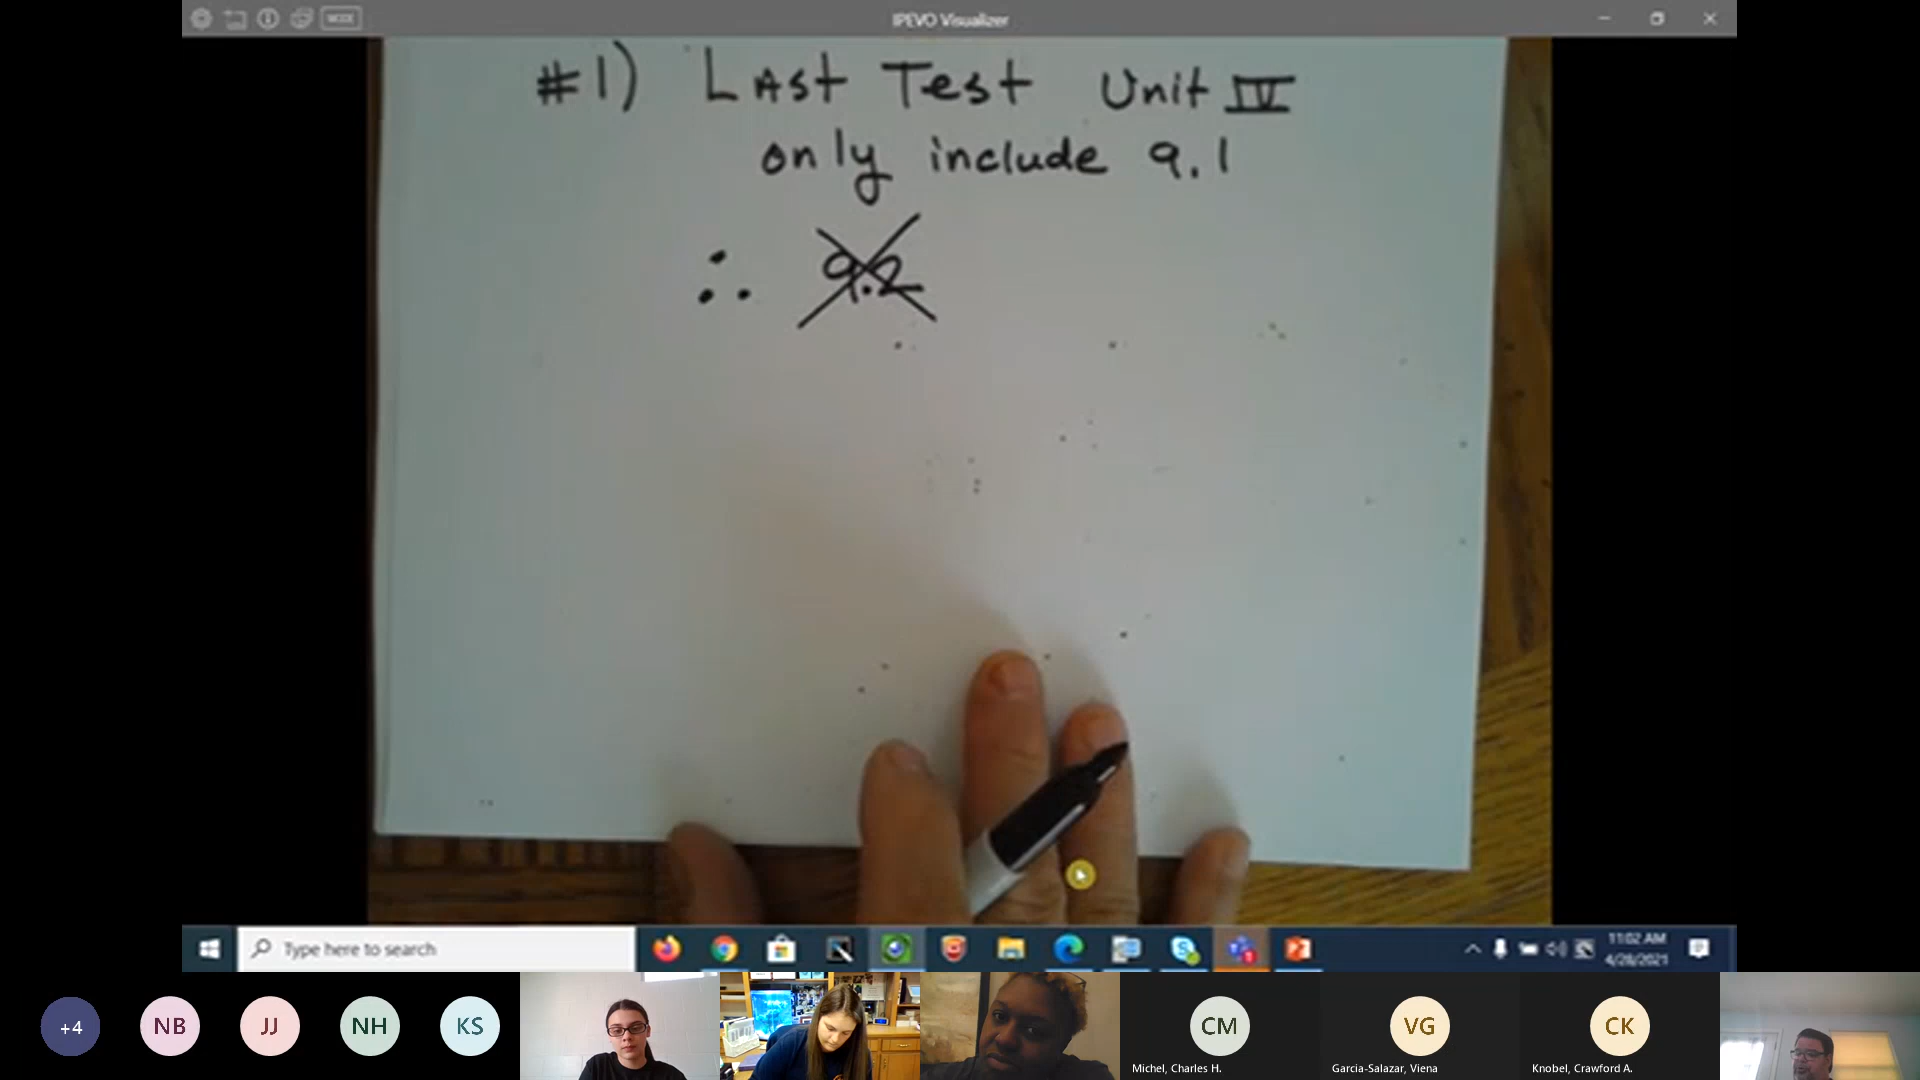 IPEVO Visualizer
#1) LAst Test Unit IV
only include 9.1
∴ 9.2
Type here to search
11:02 AM
4/28/2021
+4
NB
JJ
NH
KS
CM
VG
CK
Michel, Charles H.
Garcia-Salazar, Viena
Knobel, Crawford A.